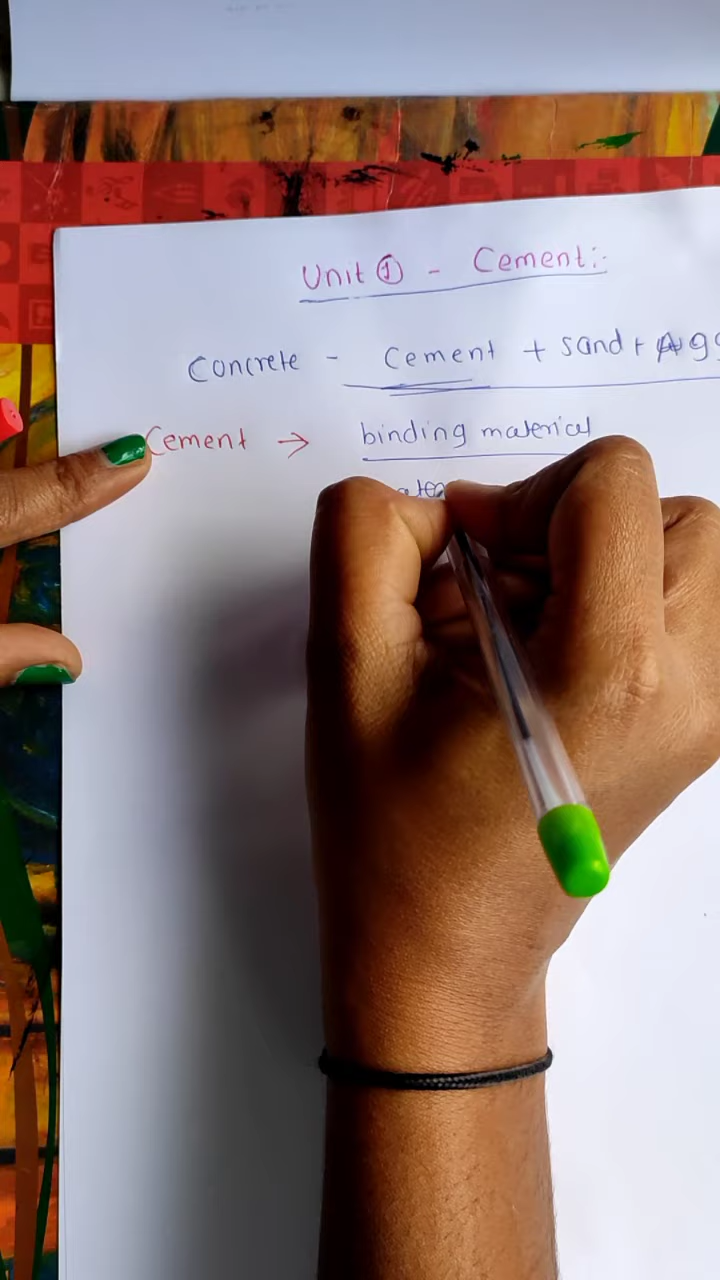 Unit ① - Cement:-
Concrete - Cement + Sand +
Cement → binding material